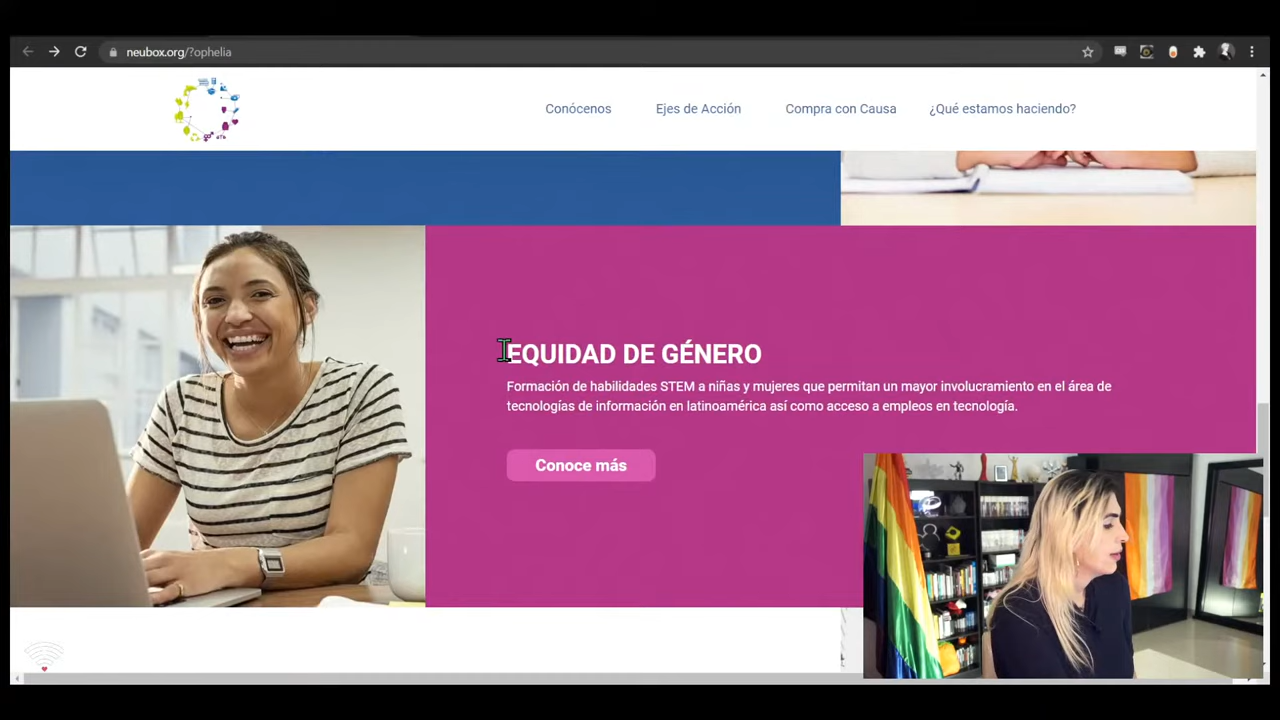 neubox.org/?ophelia
Conócenos
Ejes de Acción
Compra con Causa
¿Qué estamos haciendo?
EQUIDAD DE GÉNERO
Formación de habilidades STEM a niñas y mujeres que permitan un mayor involucramiento en el área de
tecnologías de información en latinoamérica así como acceso a empleos en tecnología.
Conoce más